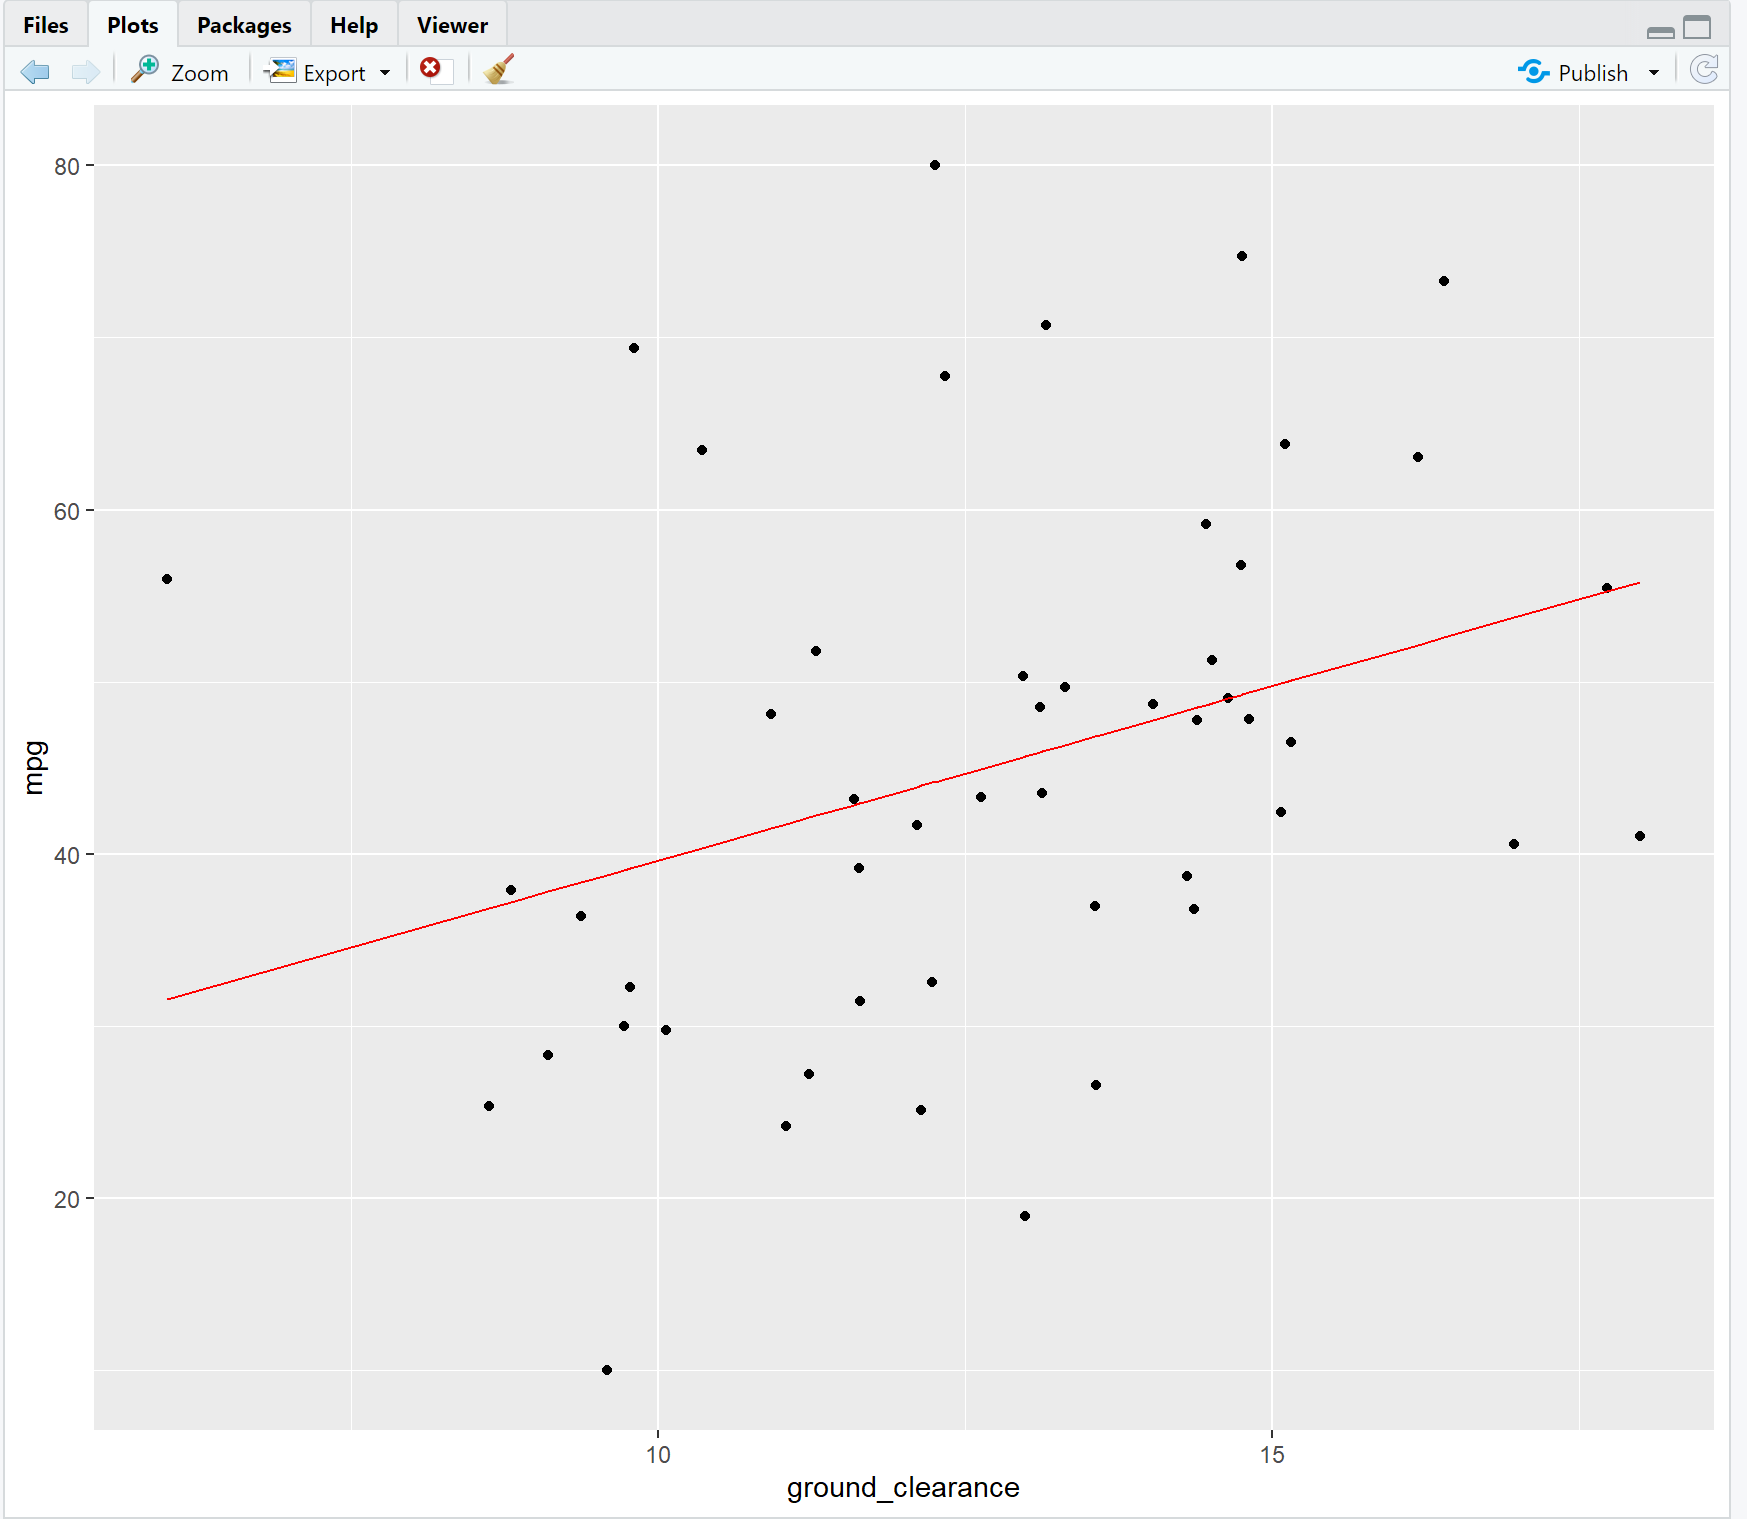 Files Plots Packages Help Viewer
Zoom Export Publish
80
60
40
20
mpg
10 15
ground_clearance